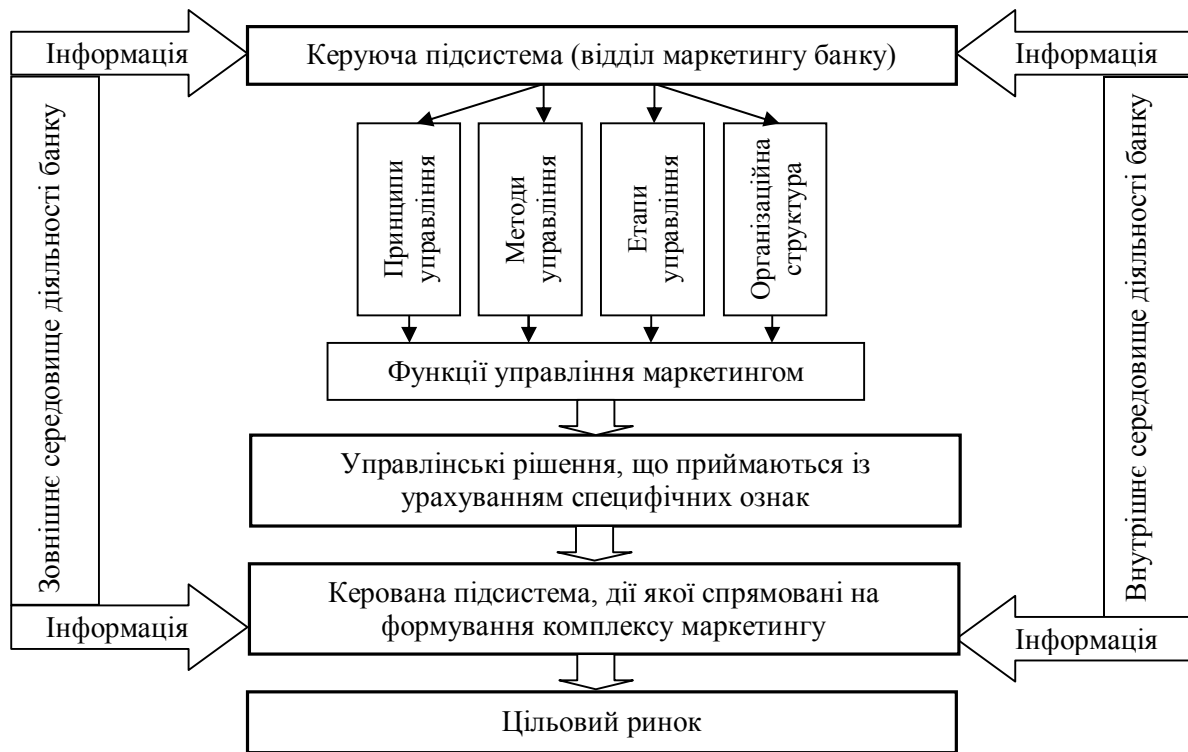 Інформація
Керуюча підсистема (відділ маркетингу банку)
Інформація
Зовнішнє середовище діяльності банку
Принципи
управління
Методи
управління
Етапи
управління
Організаційна
структура
Внутрішнє середовище діяльності банку
Функції управління маркетингом
Управлінські рішення, що приймаються із
урахуванням специфічних ознак
Керована підсистема, дії якої спрямовані на
формування комплексу маркетингу
Інформація
Інформація
Цільовий ринок